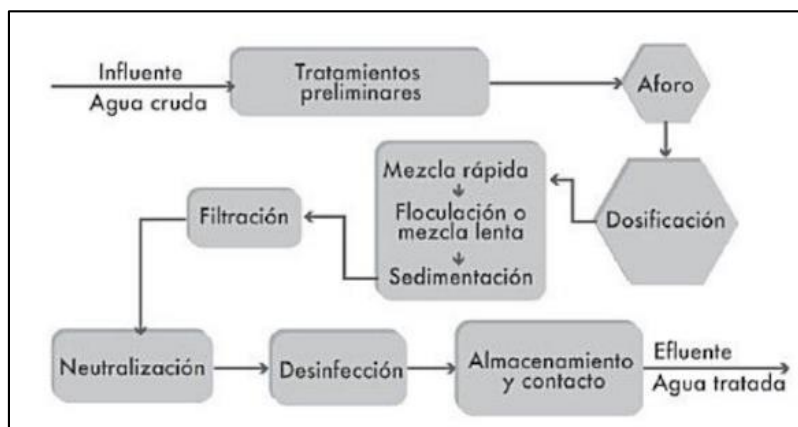 Influente
Agua cruda
Tratamientos
preliminares
Aforo
Dosificación
Mezcla rápida
Floculación o
mezcla lenta
Sedimentación
Filtración
Neutralización
Desinfección
Almacenamiento
y contacto
Efluente
Agua tratada